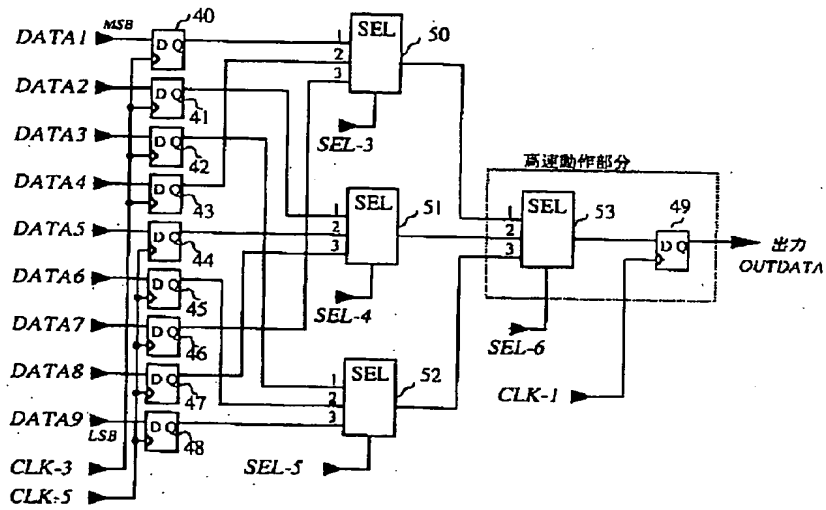 DATA1 MSB D Q 40
DATA2 D Q 41
DATA3 D Q 42
DATA4 D Q 43
DATA5 D Q 44
DATA6 D Q 45
DATA7 D Q 46
DATA8 D Q 47
DATA9 LSB D Q 48
CLK-3
CLK-5
1 2 3 SEL 50
SEL-3
1 2 3 SEL 51
SEL-4
1 2 3 SEL 52
SEL-5
高速動作部分
1 2 3 SEL 53
SEL-6
D Q 49
CLK-1
出力
OUTDATA